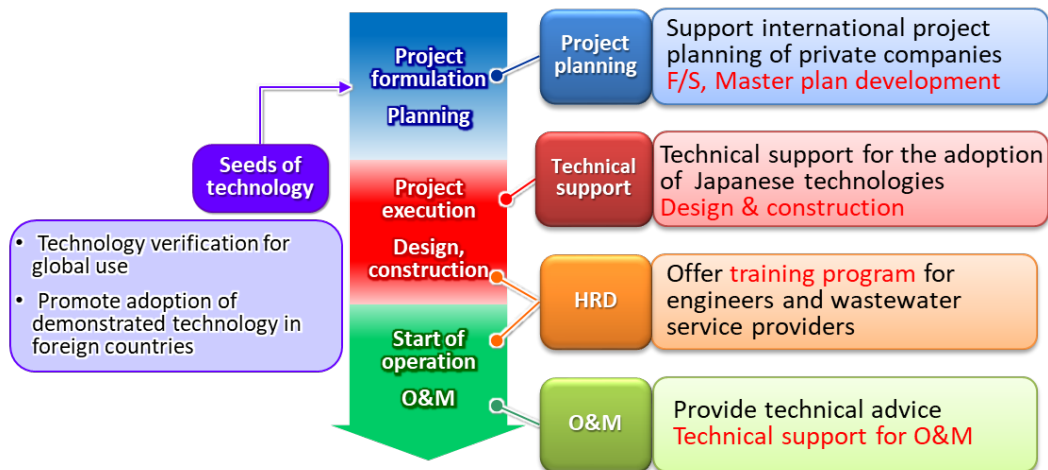 Project
formulation
Planning
Project
planning
Support international project
planning of private companies
F/S, Master plan development
Seeds of
technology
• Technology verification for
global use
• Promote adoption of
demonstrated technology in
foreign countries
Project
execution
Design,
construction
Technical
support
Technical support for the adoption
of Japanese technologies
Design & construction
HRD
Offer training program for
engineers and wastewater
service providers
Start of
operation
O&M
O&M
Provide technical advice
Technical support for O&M